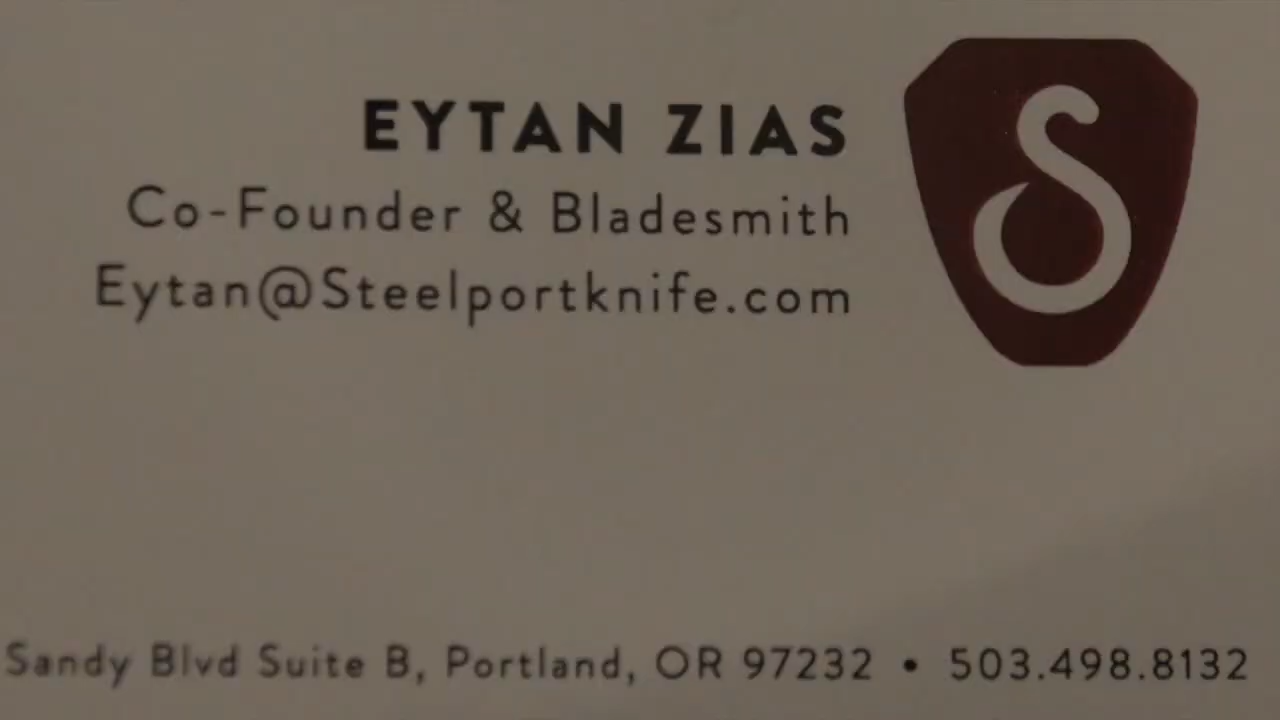 EYTAN ZIAS
Co-Founder & Bladesmith
Eytan@Steelportknife.com
S
Sandy Blvd Suite B, Portland, OR 97232 • 503.498.8132